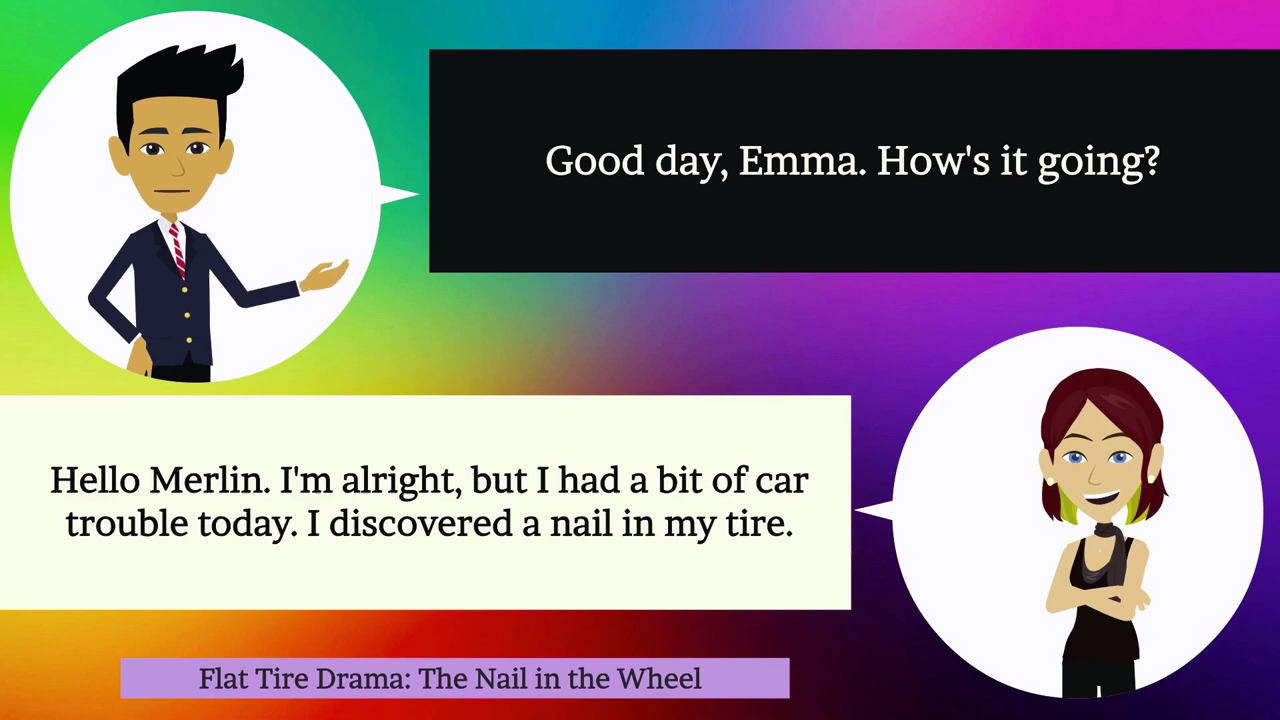 Good day, Emma. How's it going?
Hello Merlin. I'm alright, but I had a bit of car
trouble today. I discovered a nail in my tire.
Flat Tire Drama: The Nail in the Wheel